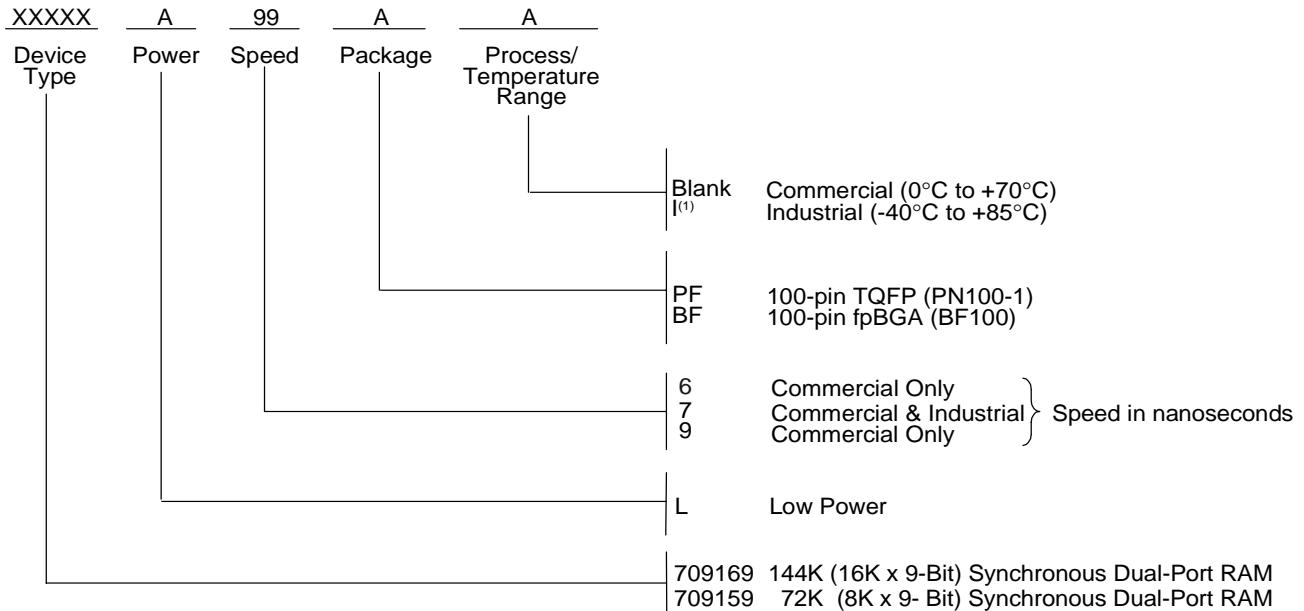 XXXXX A 99 A A
Device Type Power Speed Package Process/ Temperature Range
Blank Commercial (0°C to +70°C)
I(1) Industrial (-40°C to +85°C)
PF 100-pin TQFP (PN100-1)
BF 100-pin fpBGA (BF100)
6 Commercial Only
7 Commercial & Industrial Speed in nanoseconds
9 Commercial Only
L Low Power
709169 144K (16K x 9-Bit) Synchronous Dual-Port RAM
709159 72K (8K x 9- Bit) Synchronous Dual-Port RAM